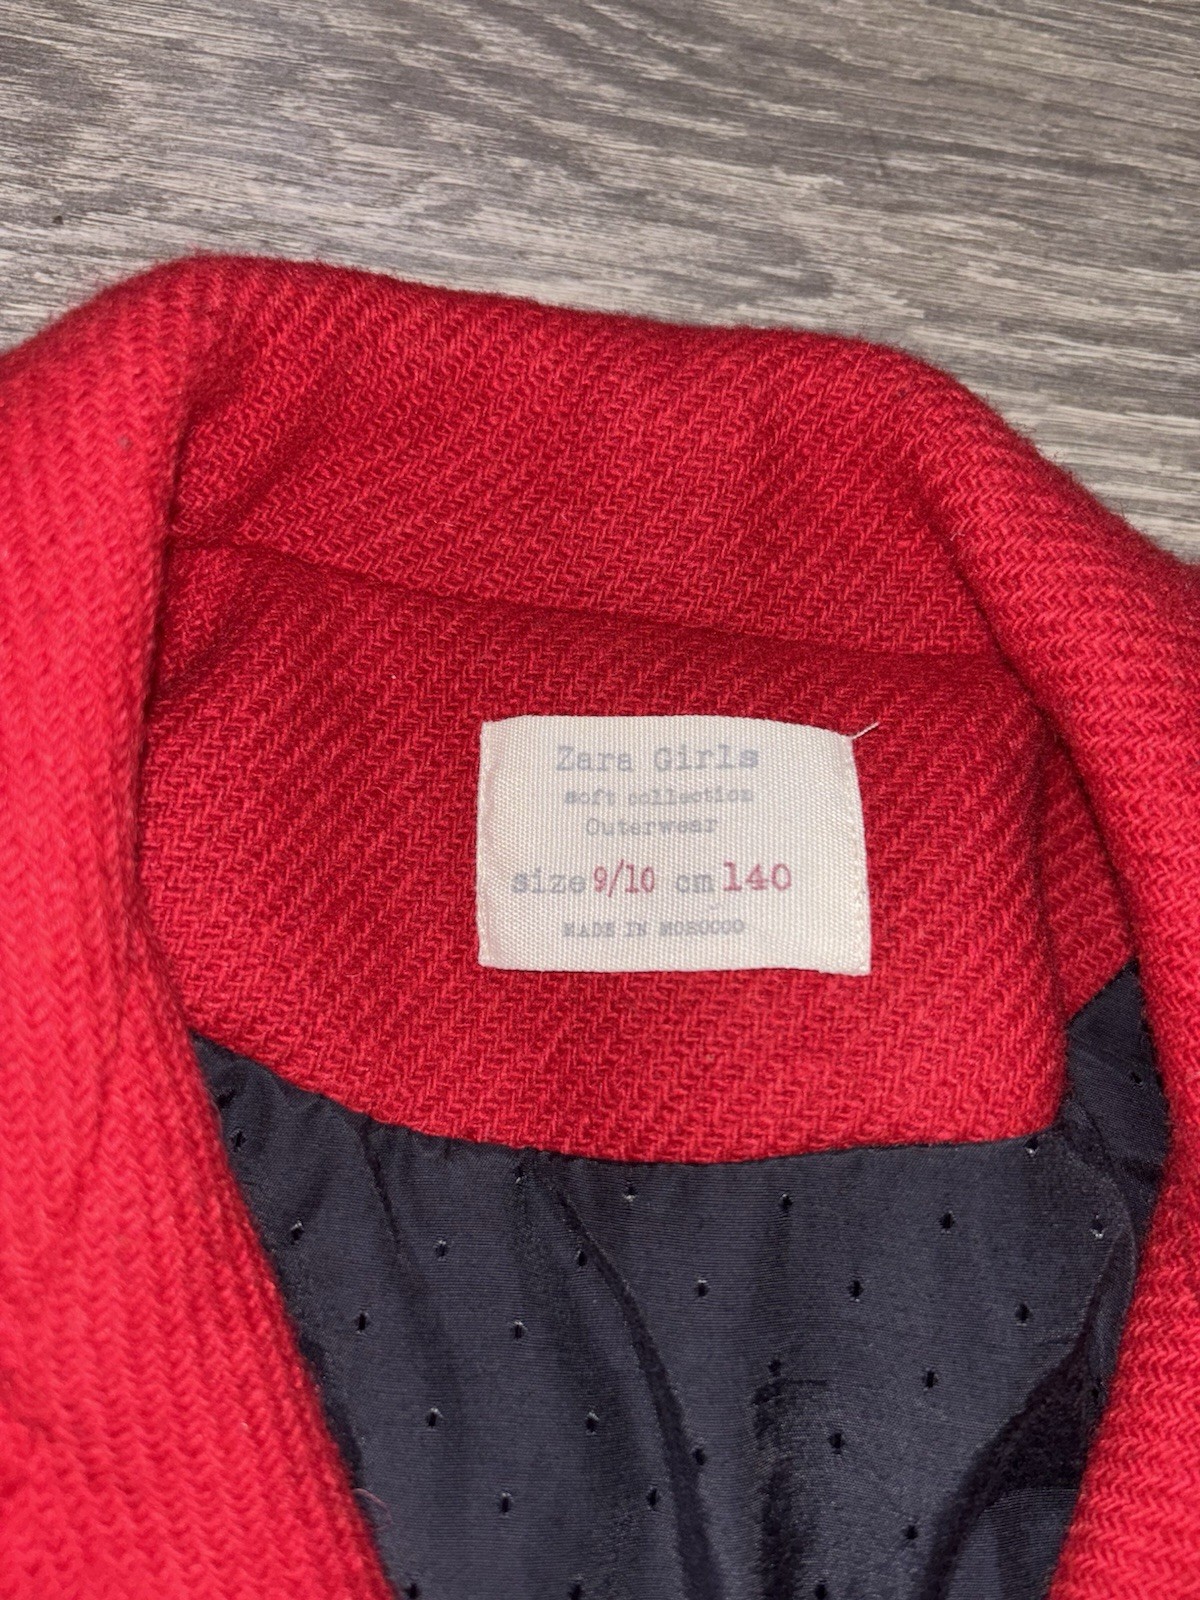 Zara Girls
soft collection
Outerwear
size 9/10 cm 140
MADE IN MOROCCO